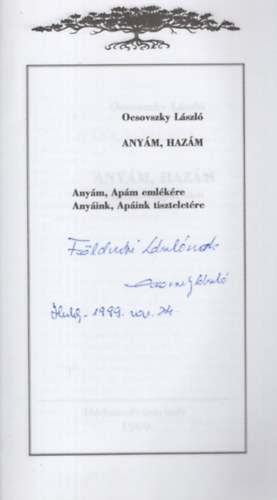 Ocsovszky László
ANYÁM, HAZÁM
Anyám, Apám emlékére
Anyáink, Apáink tiszteletére
Földvári Lászlónak
1999. nov. 24.